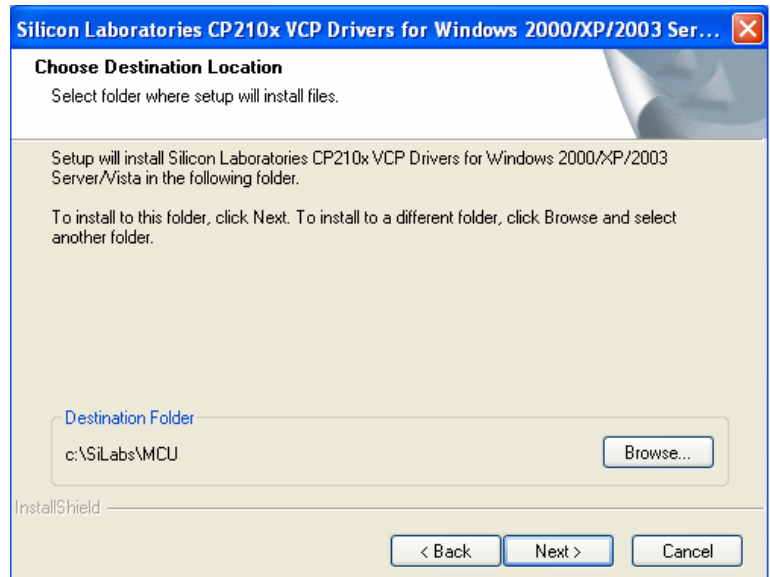 Silicon Laboratories CP210x VCP Drivers for Windows 2000/XP/2003 Ser...
Choose Destination Location
Select folder where setup will install files.
Setup will install Silicon Laboratories CP210x VCP Drivers for Windows 2000/XP/2003
Server/Vista in the following folder.
To install to this folder, click Next. To install to a different folder, click Browse and select
another folder.
Destination Folder
c:\SiLabs\MCU
Browse...
InstallShield
< Back
Next >
Cancel